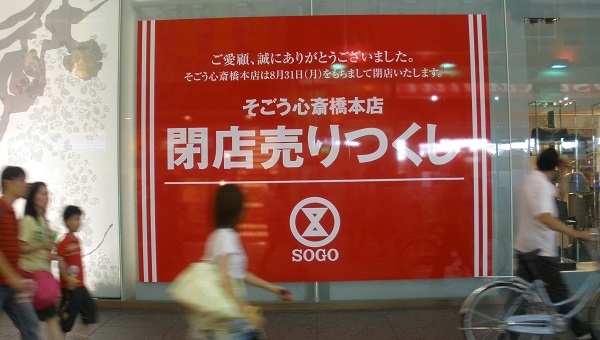 ご愛顧、誠にありがとうございました。
そごう心斎橋本店は8月31日(月)をもちまして閉店いたします。
そごう心斎橋本店
閉店売りつくし
SOGO